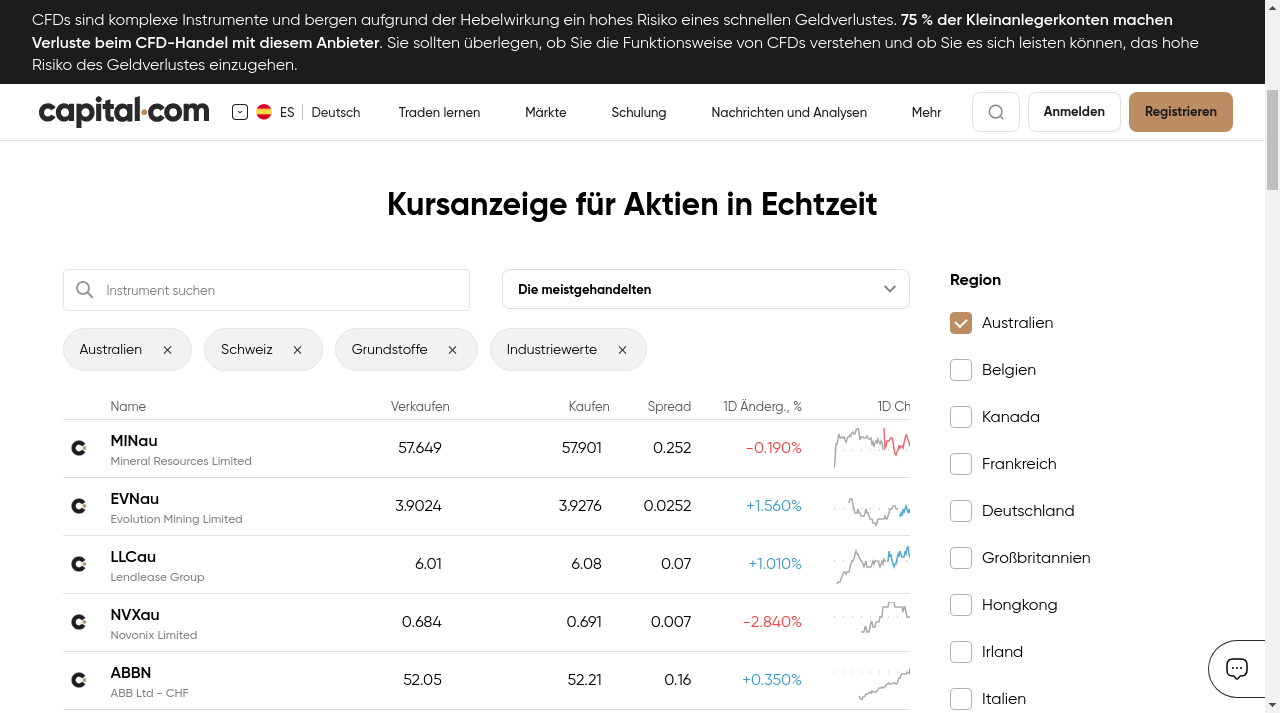 CFDs sind komplexe Instrumente und bergen aufgrund der Hebelwirkung ein hohes Risiko eines schnellen Geldverlustes. 75 % der Kleinanlegerkonten machen
Verluste beim CFD-Handel mit diesem Anbieter. Sie sollten überlegen, ob Sie die Funktionsweise von CFDs verstehen und ob Sie es sich leisten können, das hohe
Risiko des Geldverlustes einzugehen.
capital.com ES Deutsch Traden lernen Märkte Schulung Nachrichten und Analysen Mehr Anmelden Registrieren
Kursanzeige für Aktien in Echtzeit
Instrument suchen
Die meistgehandelten
Australien Schweiz Grundstoffe Industriewerte
Name Verkaufen Kaufen Spread 1D Änderg., % 1D Ch
MINau 57.649 57.901 0.252 -0.190%
Mineral Resources Limited
EVNau 3.9024 3.9276 0.0252 +1.560%
Evolution Mining Limited
LLCau 6.01 6.08 0.07 +1.010%
Lendlease Group
NVXau 0.684 0.691 0.007 -2.840%
Novonix Limited
ABBN 52.05 52.21 0.16 +0.350%
ABB Ltd - CHF
Region
Australien
Belgien
Kanada
Frankreich
Deutschland
Großbritannien
Hongkong
Irland
Italien